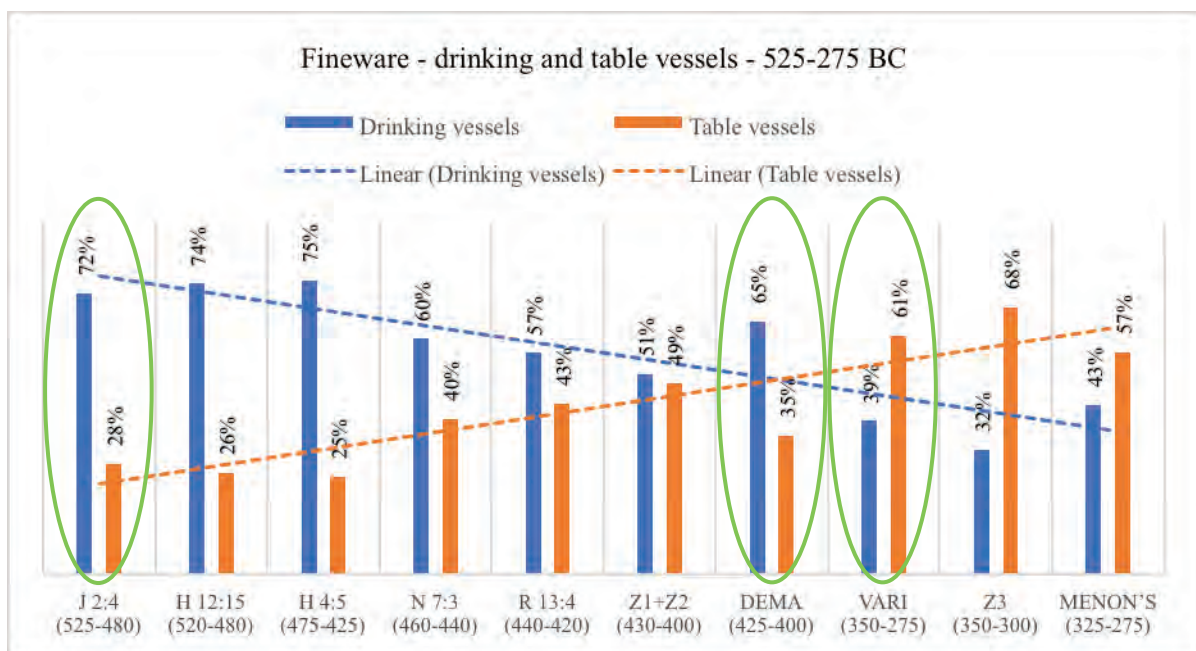 Fineware - drinking and table vessels - 525-275 BC
Drinking vessels Table vessels
Linear (Drinking vessels) Linear (Table vessels)
72% 28% 74% 26% 75% 25% 60% 40% 57% 43% 51% 49% 65% 35% 39% 61% 32% 68% 43% 57%
J 2:4 H 12:15 H 4:5 N 7:3 R 13:4 Z1+Z2 DEMA VARI Z3 MENON'S
(525-480) (520-480) (475-425) (460-440) (440-420) (430-400) (425-400) (350-275) (350-300) (325-275)